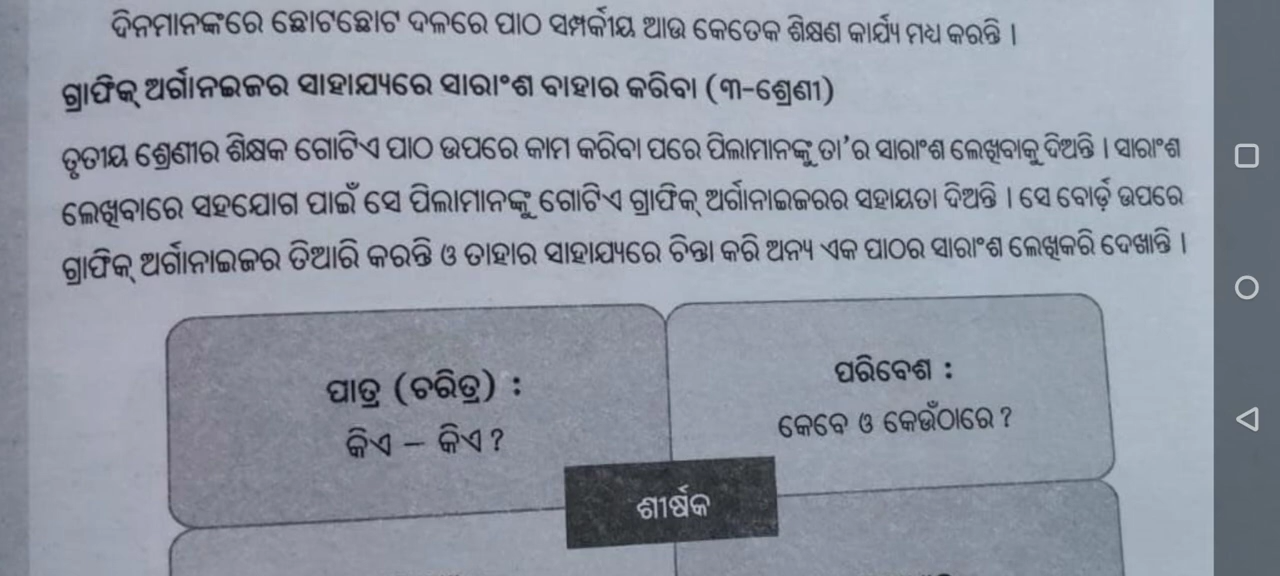 ଦିନମାନଙ୍କରେ ଛୋଟଛୋଟ ଦଳରେ ପାଠ ସମ୍ପର୍କୀୟ ଆଉ କେତେକ ଶିକ୍ଷଣ କାର୍ଯ୍ୟ ମଧ୍ୟ କରନ୍ତି ।
ଗ୍ରାଫିକ୍ ଅର୍ଗାନଇଜର ସାହାଯ୍ୟରେ ସାରାଂଶ ବାହାର କରିବା (୩-ଶ୍ରେଣୀ)
ତୃତୀୟ ଶ୍ରେଣୀର ଶିକ୍ଷକ ଗୋଟିଏ ପାଠ ଉପରେ କାମ କରିବା ପରେ ପିଲାମାନଙ୍କୁ ତା’ର ସାରାଂଶ ଲେଖିବାକୁ ଦିଅନ୍ତି । ସାରାଂଶ
ଲେଖିବାରେ ସହଯୋଗ ପାଇଁ ସେ ପିଲାମାନଙ୍କୁ ଗୋଟିଏ ଗ୍ରାଫିକ୍ ଅର୍ଗାନାଇଜରର ସହାୟତା ଦିଅନ୍ତି । ସେ ବୋର୍ଡ଼ ଉପରେ
ଗ୍ରାଫିକ୍ ଅର୍ଗାନାଇଜର ତିଆରି କରନ୍ତି ଓ ତାହାର ସାହାଯ୍ୟରେ ଚିନ୍ତା କରି ଅନ୍ୟ ଏକ ପାଠର ସାରାଂଶ ଲେଖିକରି ଦେଖାନ୍ତି ।
ପାତ୍ର (ଚରିତ୍ର) :
କିଏ – କିଏ ?
ପରିବେଶ :
କେବେ ଓ କେଉଁଠାରେ ?
ଶୀର୍ଷକ